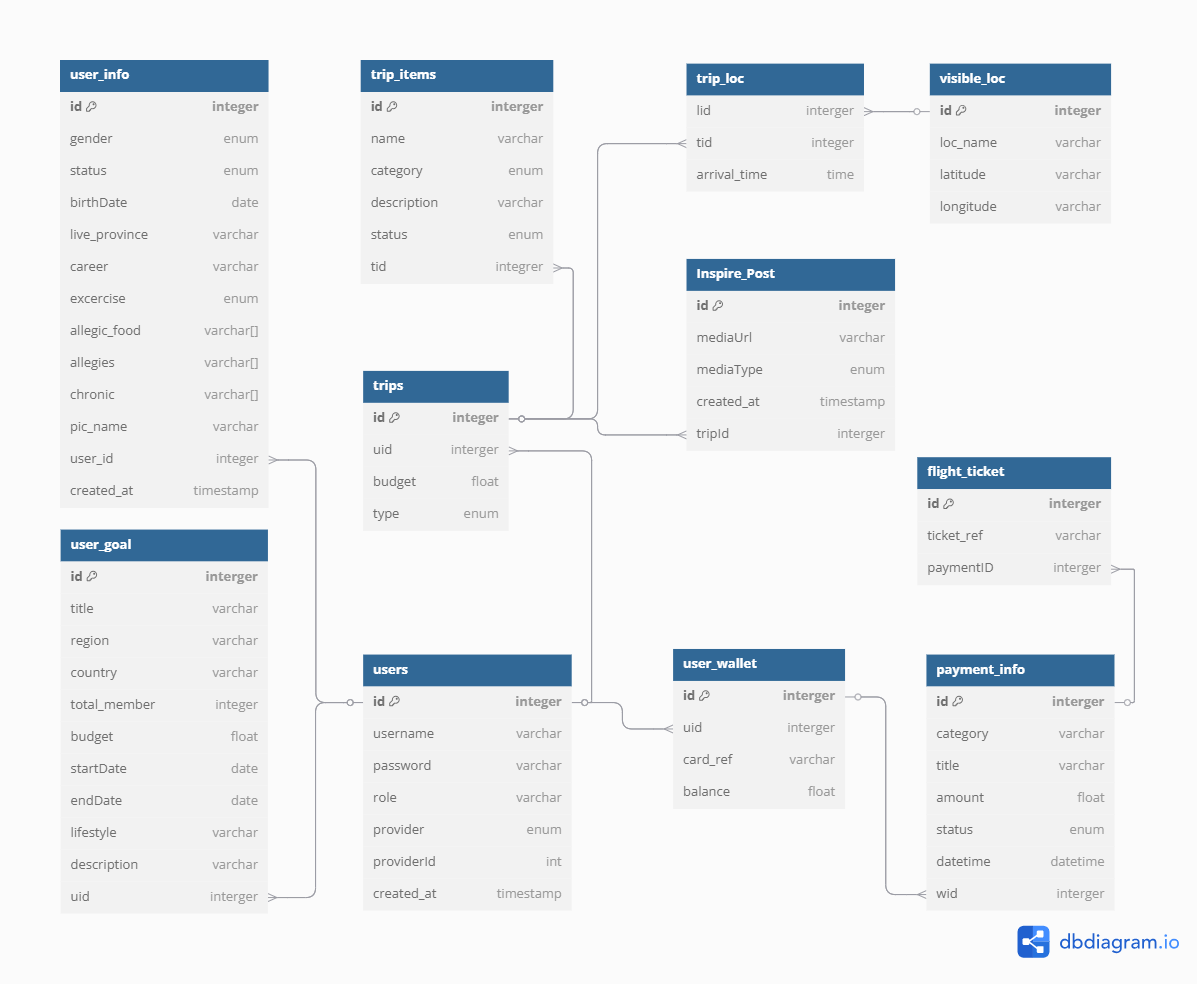 user_info
id integer
gender enum
status enum
birthDate date
live_province varchar
career varchar
excercise enum
allegic_food varchar[]
allegies varchar[]
chronic varchar[]
pic_name varchar
user_id integer
created_at timestamp
user_goal
id interger
title varchar
region varchar
country varchar
total_member integer
budget float
startDate date
endDate date
lifestyle varchar
description varchar
uid interger
trip_items
id interger
name varchar
category enum
description varchar
status enum
tid integrer
trips
id integer
uid interger
budget float
type enum
users
id integer
username varchar
password varchar
role varchar
provider enum
providerId int
created_at timestamp
trip_loc
lid interger
tid integer
arrival_time time
visible_loc
id integer
loc_name varchar
latitude varchar
longitude varchar
Inspire_Post
id integer
mediaUrl varchar
mediaType enum
created_at timestamp
tripId interger
flight_ticket
id interger
ticket_ref varchar
paymentID interger
user_wallet
id interger
uid interger
card_ref varchar
balance float
payment_info
id interger
category varchar
title varchar
amount float
status enum
datetime datetime
wid interger
dbdiagram.io